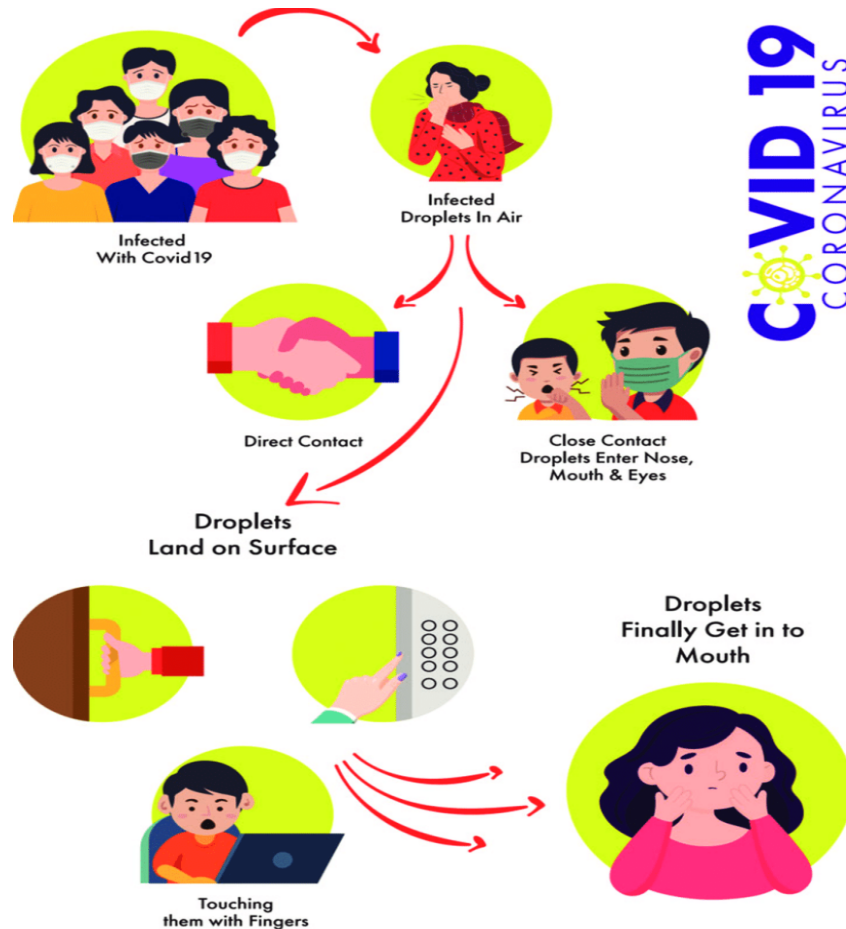 COVID 19
CORONAVIRUS
Infected
With Covid19
Infected
Droplets In Air
Direct Contact
Close Contact
Droplets Enter Nose,
Mouth & Eyes
Droplets
Land on Surface
Droplets
Finally Get in to
Mouth
Touching
them with Fingers